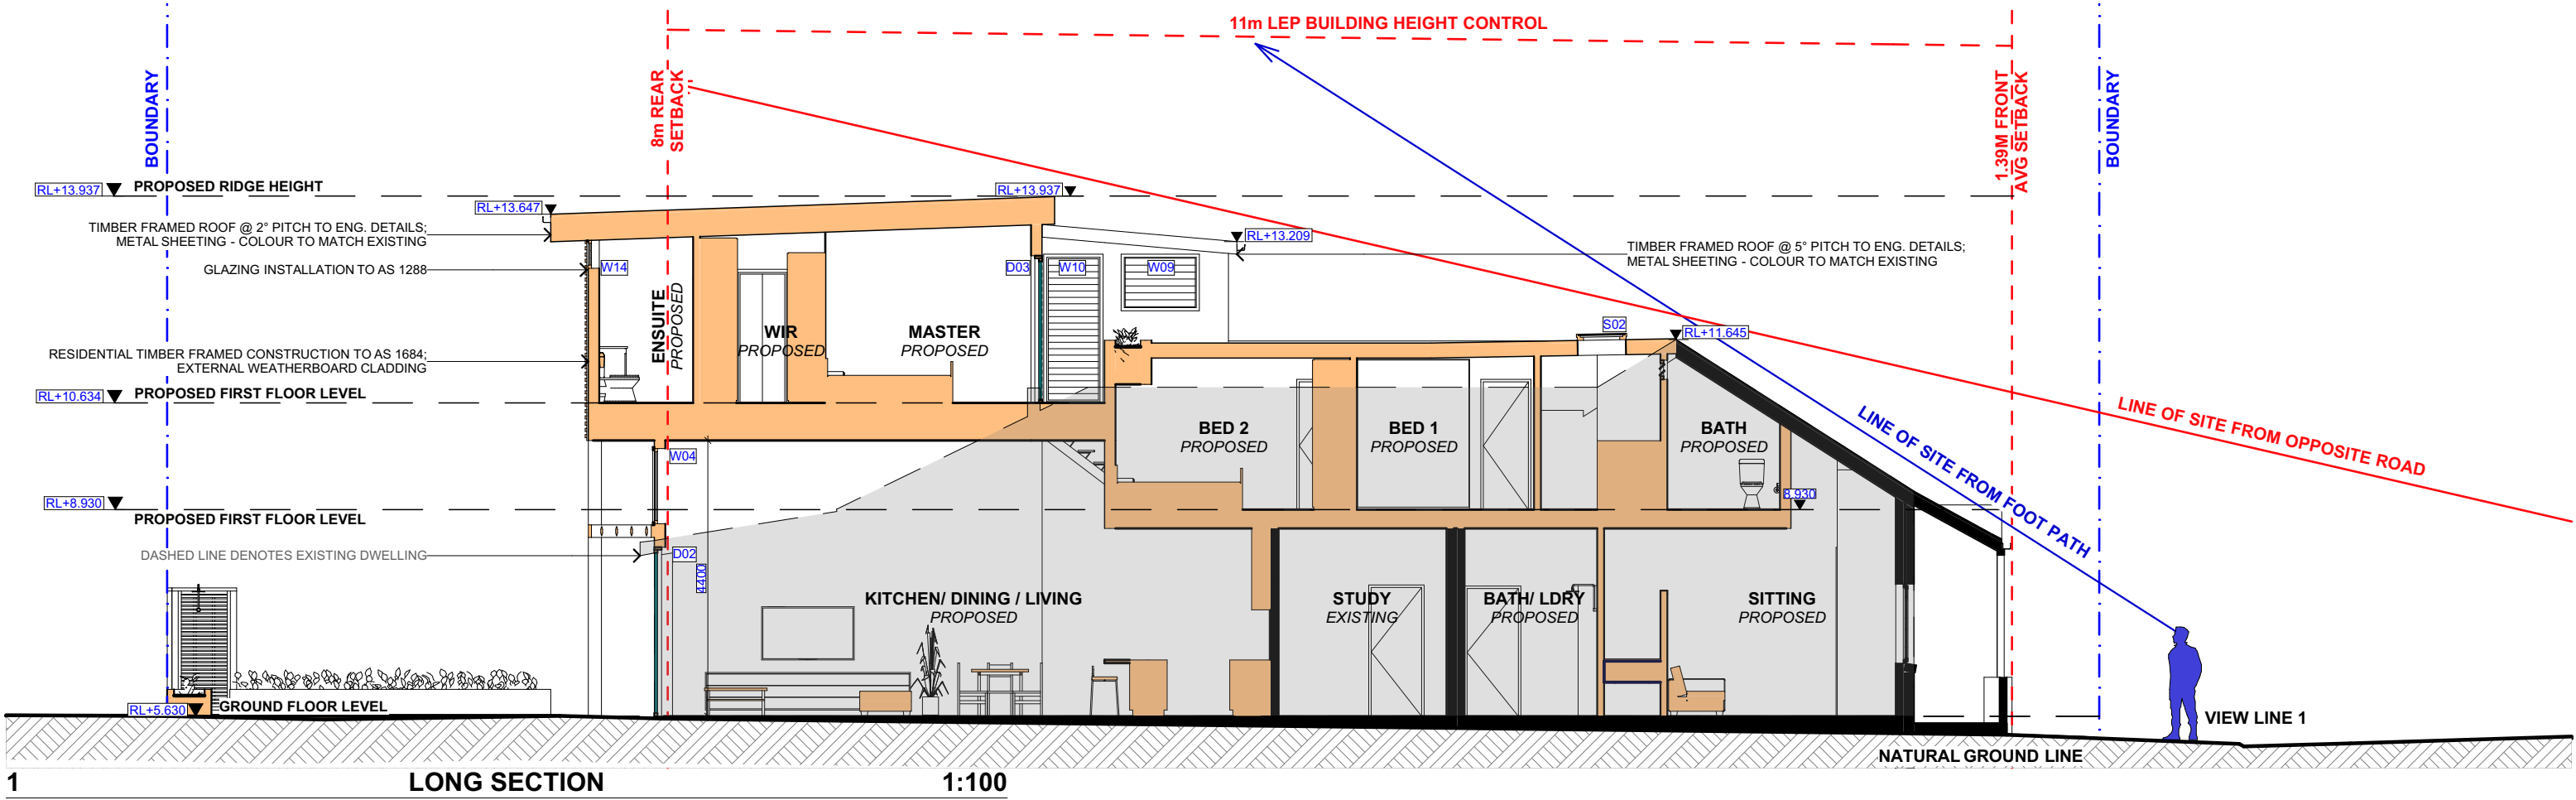 11m LEP BUILDING HEIGHT CONTROL
BOUNDARY
8m REAR
SETBACK
1.39M FRONT
AVG SETBACK
BOUNDARY
RL+13.937
PROPOSED RIDGE HEIGHT
RL+13.937
RL+13.647
TIMBER FRAMED ROOF @ 2° PITCH TO ENG. DETAILS;
METAL SHEETING - COLOUR TO MATCH EXISTING
RL+13.209
TIMBER FRAMED ROOF @ 5° PITCH TO ENG. DETAILS;
METAL SHEETING - COLOUR TO MATCH EXISTING
GLAZING INSTALLATION TO AS 1288
W14
D03
W10
W09
ENSUITE
PROPOSED
WIR
PROPOSED
MASTER
PROPOSED
S02
RL+11.645
RESIDENTIAL TIMBER FRAMED CONSTRUCTION TO AS 1684;
EXTERNAL WEATHERBOARD CLADDING
RL+10.634
PROPOSED FIRST FLOOR LEVEL
LINE OF SITE FROM OPPOSITE ROAD
LINE OF SITE FROM FOOT PATH
BED 2
PROPOSED
BED 1
PROPOSED
BATH
PROPOSED
W04
RL+8.930
PROPOSED FIRST FLOOR LEVEL
8.930
DASHED LINE DENOTES EXISTING DWELLING
D02
4400
KITCHEN/ DINING / LIVING
PROPOSED
STUDY
EXISTING
BATH/ LDRY
PROPOSED
SITTING
PROPOSED
RL+5.630
GROUND FLOOR LEVEL
VIEW LINE 1
NATURAL GROUND LINE
1 LONG SECTION 1:100